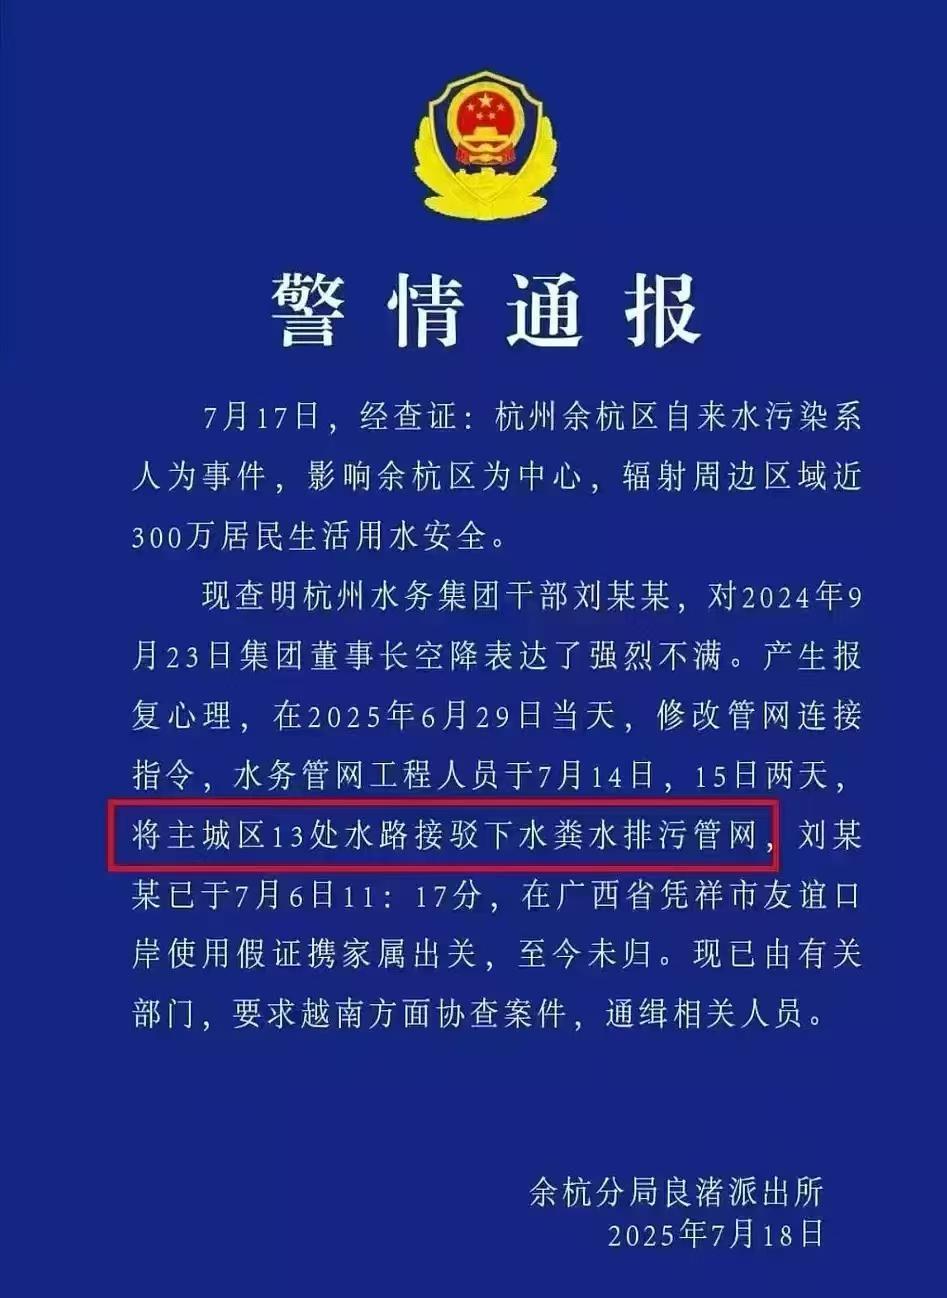 警情通报
7月17日，经查证：杭州余杭区自来水污染系
人为事件，影响余杭区为中心，辐射周边区域近
300万居民生活用水安全。
现查明杭州水务集团干部刘某某，对2024年9
月23日集团董事长空降表达了强烈不满。产生报
复心理，在2025年6月29日当天，修改管网连接
指令，水务管网工程人员于7月14日，15日两天，
将主城区13处水路接驳下水粪水排污管网，刘某
某已于7月6日11：17分，在广西省凭祥市友谊口
岸使用假证携家属出关，至今未归。现已由有关
部门，要求越南方面协查案件，通缉相关人员。
余杭分局良渚派出所
2025年7月18日